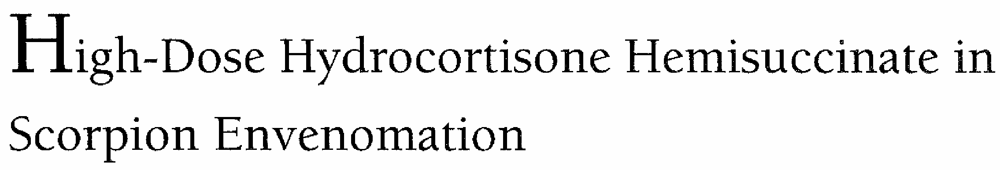 High-Dose Hydrocortisone Hemisuccinate in
Scorpion Envenomation